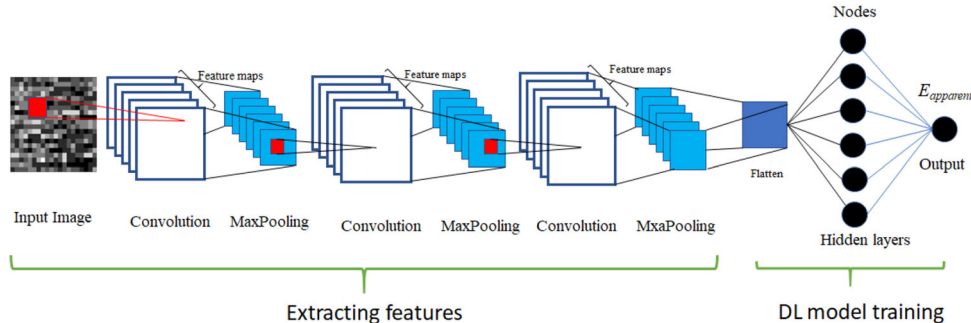 Nodes
Feature maps
Feature maps
Feature maps
E apparent
Output
Flatten
Input Image
Convolution
MaxPooling
Convolution
MaxPooling
Convolution
MxaPooling
Hidden layers
Extracting features
DL model training